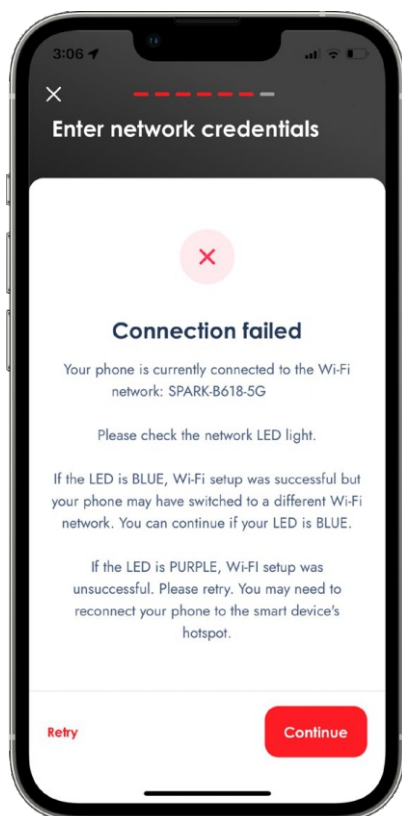 3:06
Enter network credentials
Connection failed
Your phone is currently connected to the Wi-Fi
network: SPARK-B618-5G
Please check the network LED light.
If the LED is BLUE, Wi-Fi setup was successful but
your phone may have switched to a different Wi-Fi
network. You can continue if your LED is BLUE.
If the LED is PURPLE, Wi-FI setup was
unsuccessful. Please retry. You may need to
reconnect your phone to the smart device's
hotspot.
Retry
Continue